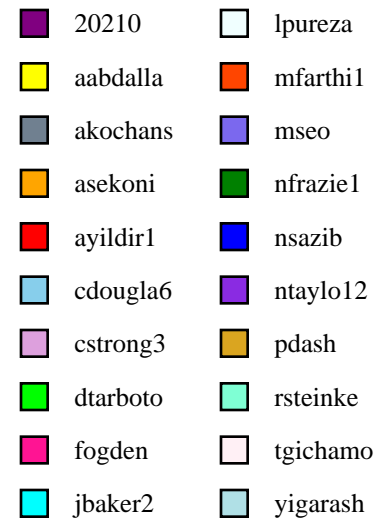 20210
aabdalla
akochans
asekoni
ayildir1
cdougla6
cstrong3
dtarboto
fogden
jbaker2
lpureza
mfarthi1
mseo
nfrazie1
nsazib
ntaylo12
pdash
rsteinke
tgichamo
yigarash